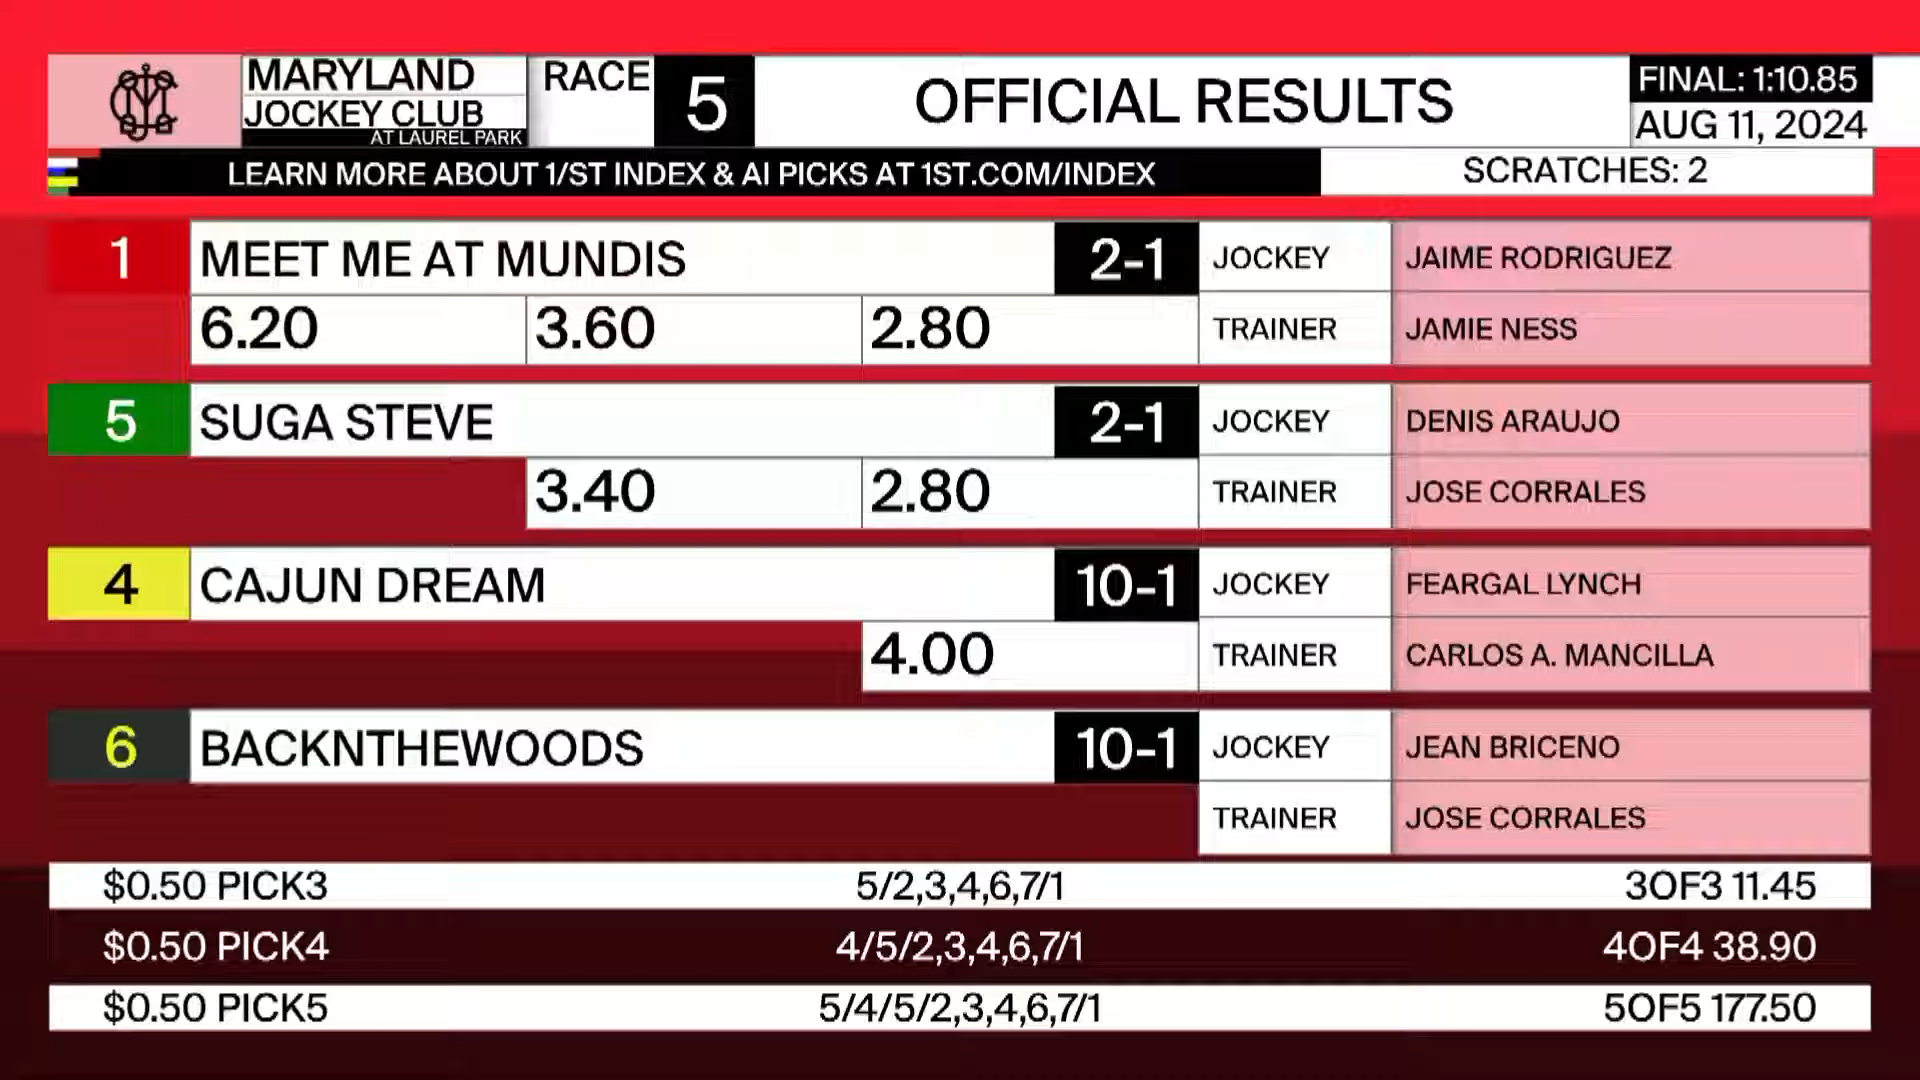 MARYLAND
JOCKEY CLUB
AT LAUREL PARK
RACE 5
OFFICIAL RESULTS
FINAL: 1:10.85
AUG 11, 2024
LEARN MORE ABOUT 1/ST INDEX & AI PICKS AT 1ST.COM/INDEX
SCRATCHES: 2
1 MEET ME AT MUNDIS 2-1 JOCKEY JAIME RODRIGUEZ
6.20 3.60 2.80 TRAINER JAMIE NESS
5 SUGA STEVE 2-1 JOCKEY DENIS ARAUJO
3.40 2.80 TRAINER JOSE CORRALES
4 CAJUN DREAM 10-1 JOCKEY FEARGAL LYNCH
4.00 TRAINER CARLOS A. MANCILLA
6 BACKNTHEWOODS 10-1 JOCKEY JEAN BRICENO
TRAINER JOSE CORRALES
$0.50 PICK3 5/2,3,4,6,7/1 3OF3 11.45
$0.50 PICK4 4/5/2,3,4,6,7/1 4OF4 38.90
$0.50 PICK5 5/4/5/2,3,4,6,7/1 5OF5 177.50